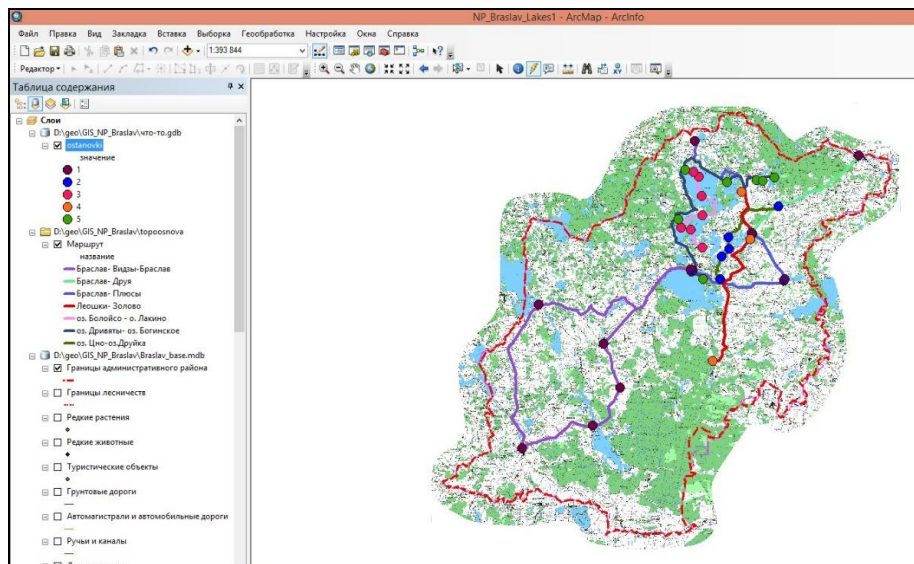 NP_Braslav_Lakes1 - ArcMap - ArcInfo
Файл Правка Вид Закладка Вставка Выборка Геообработка Настройка Окна Справка
1:393 844
Редактор
Таблица содержания
Слои
D:\geo\GIS_NP_Braslav\что-то.gdb
ostanovki
значение
1
2
3
4
5
D:\geo\GIS_NP_Braslav\topoosnova
Маршрут
название
Браслав- Видзы-Браслав
Браслав- Друя
Браслав- Плюсы
Леошки- Золово
оз. Болойсо - о. Лакино
оз. Дривяты- оз. Богинское
оз. Цно-оз.Друйка
D:\geo\GIS_NP_Braslav\Braslav_base.mdb
Границы административного района
Границы лесничеств
Редкие растения
Редкие животные
Туристические объекты
Грунтовые дороги
Автомагистрали и автомобильные дороги
Ручьи и каналы